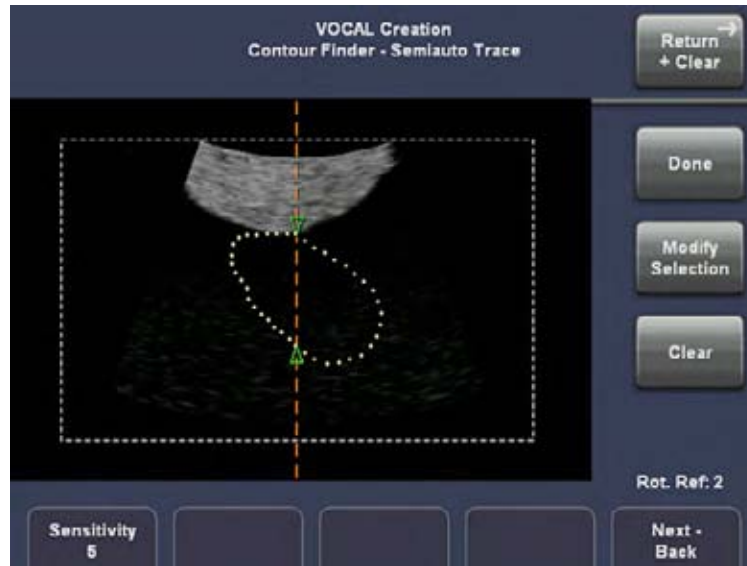 VOCAL Creation
Contour Finder - Semiauto Trace
Return
+ Clear
Done
Modify
Selection
Clear
Rot. Ref: 2
Sensitivity
5
Next -
Back